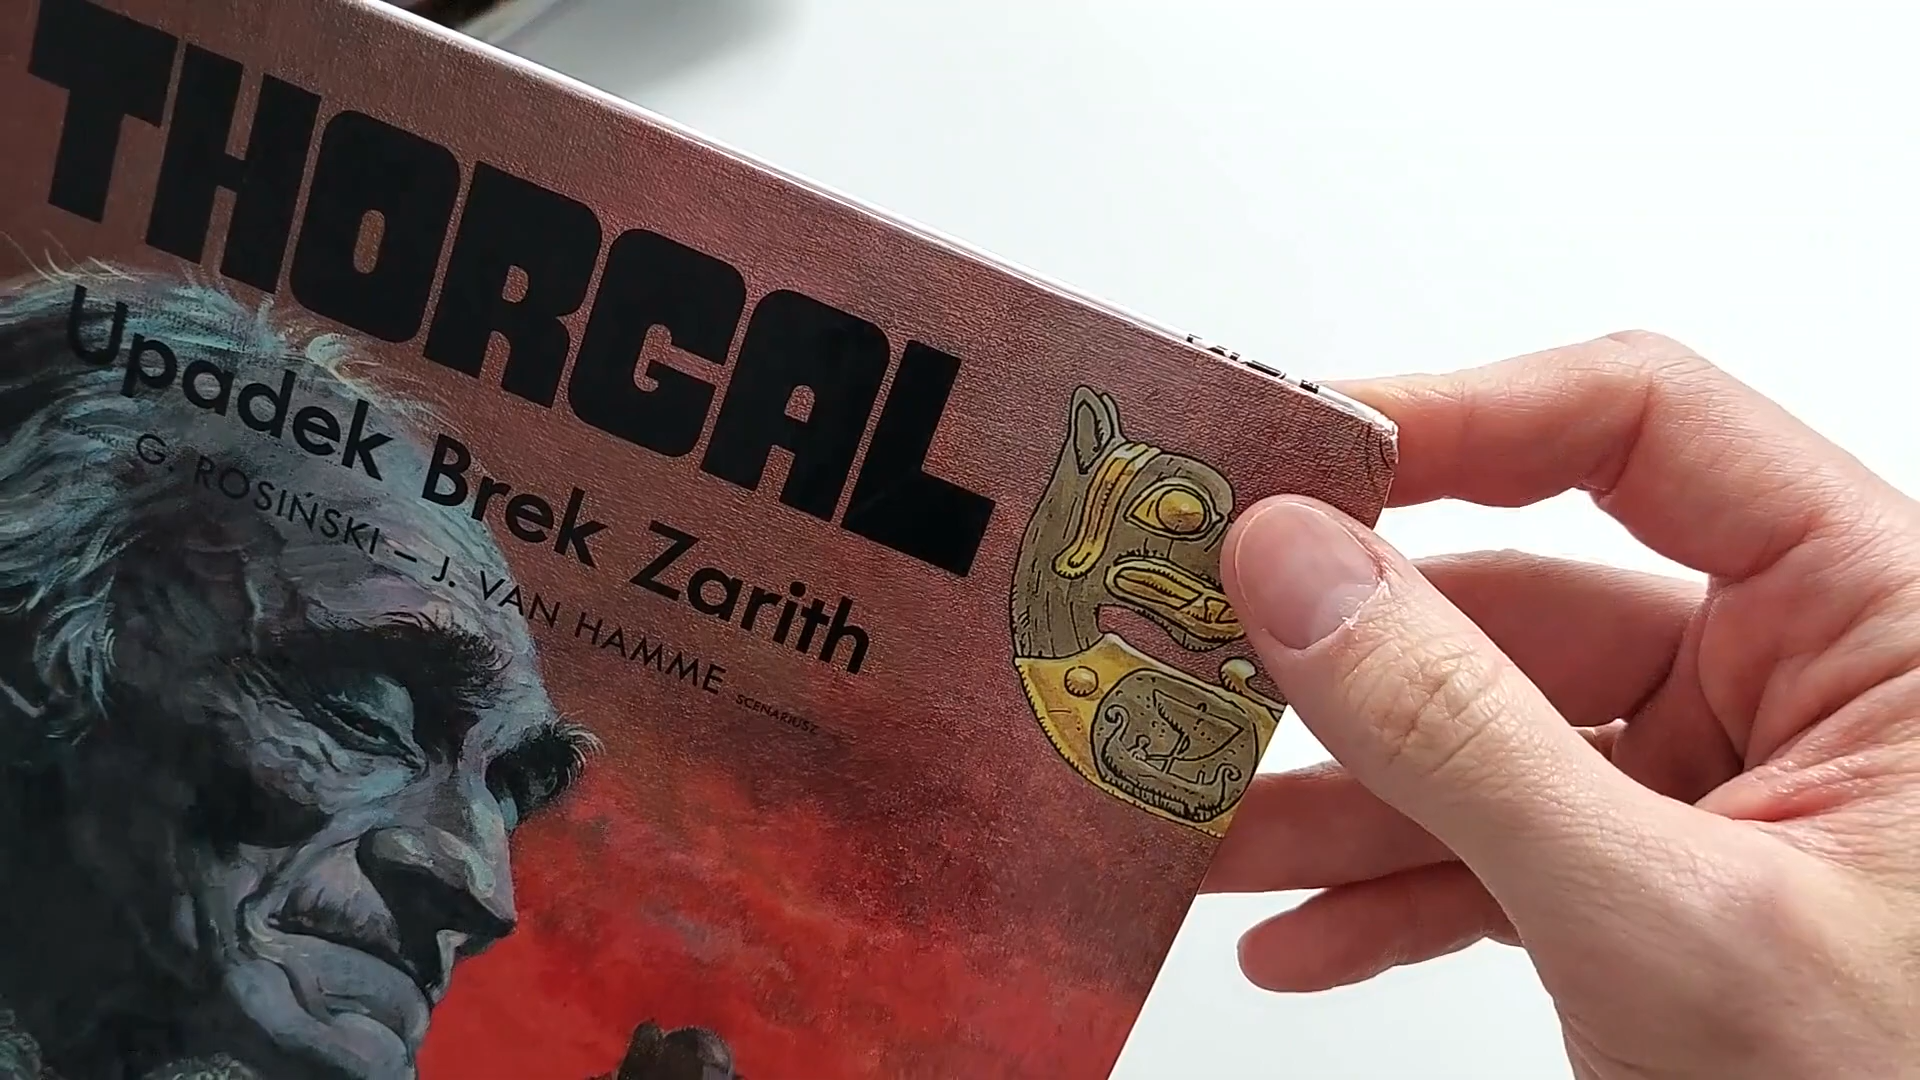 THORGAL
Upadek Brek Zarith
G. ROSIŃSKI – J. VAN HAMME SCENARIUSZ